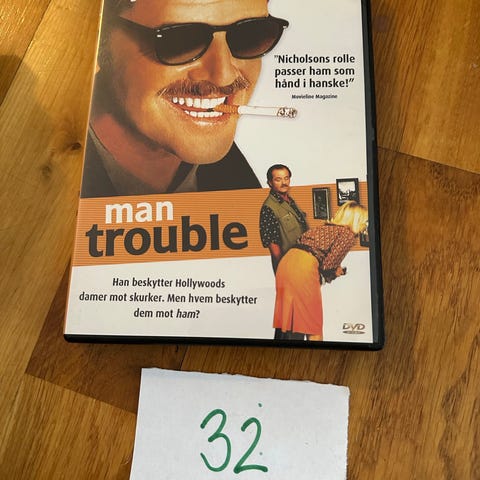 "Nicholsons rolle
passer ham som
hånd i hanske!"
Movieline Magazine
man
trouble
Han beskytter Hollywoods
damer mot skurker. Men hvem beskytter
dem mot ham?
DVD
32